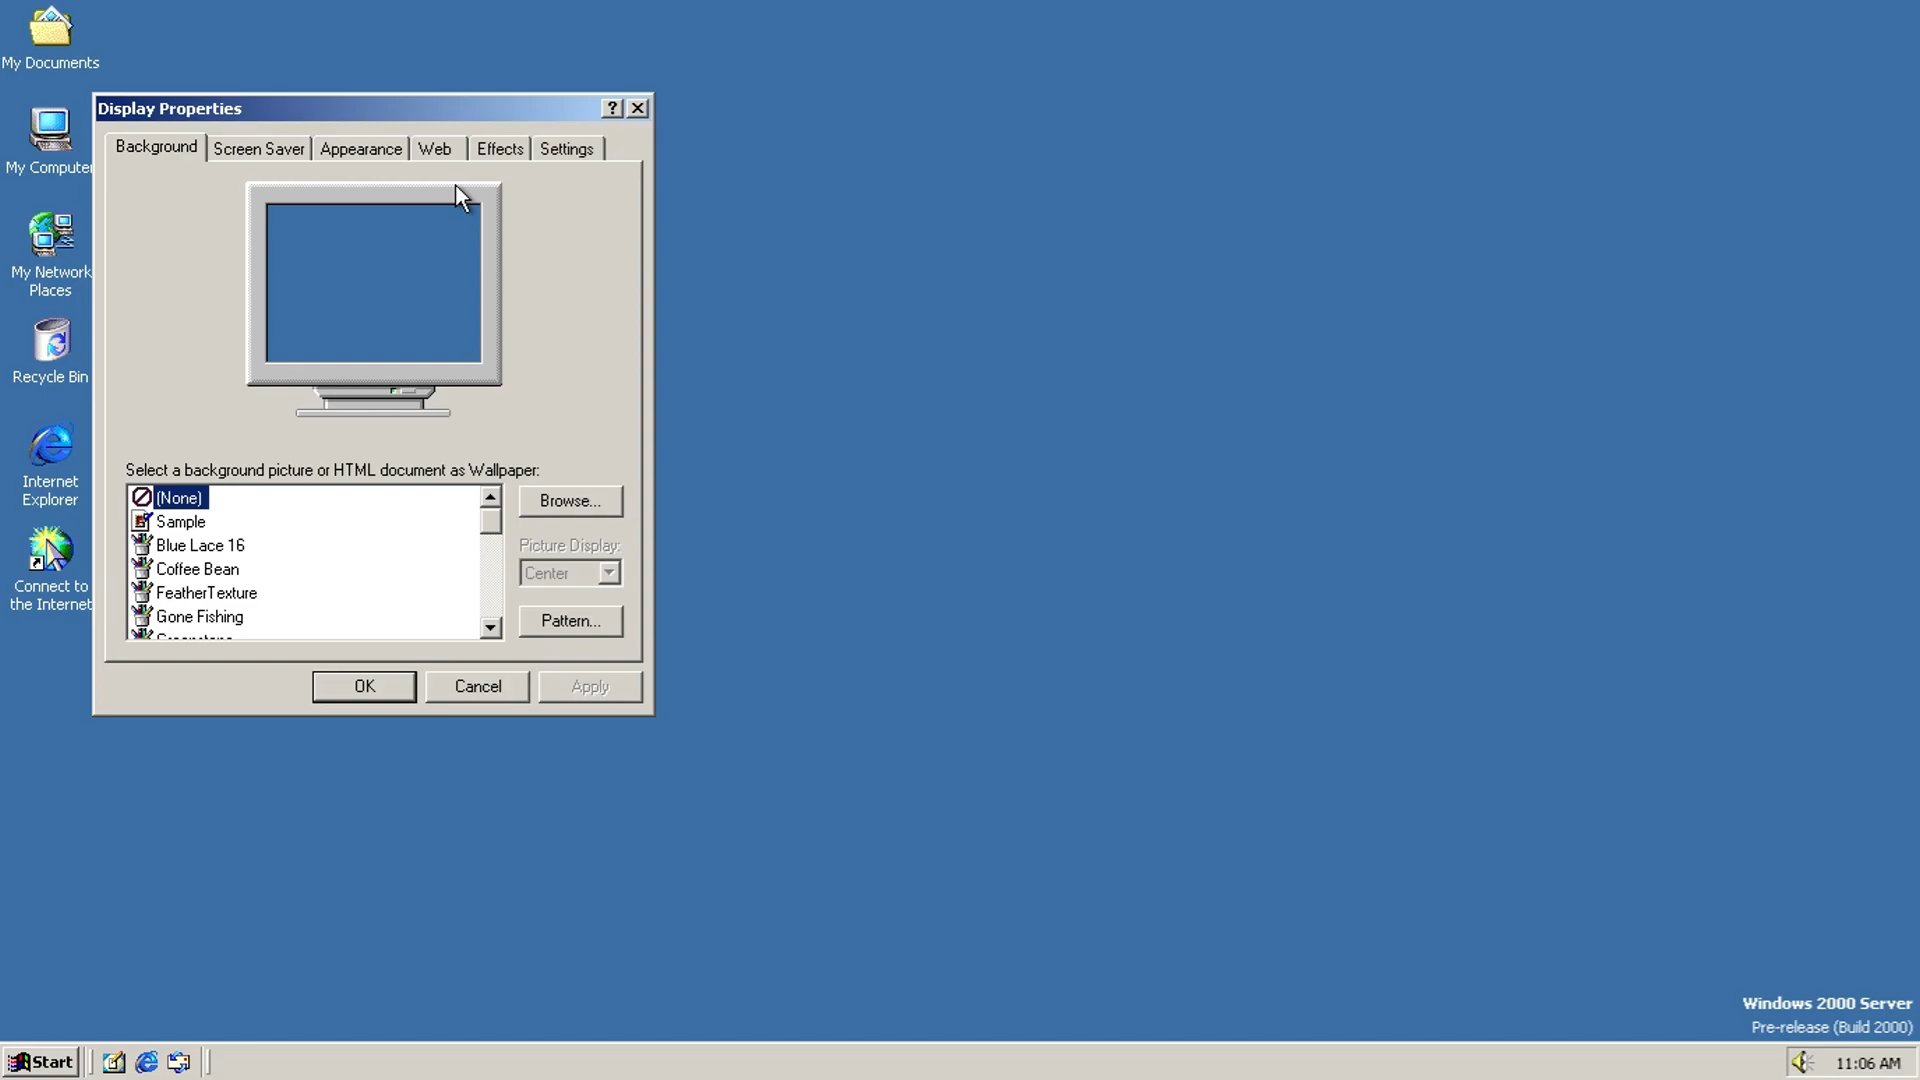 My Documents
My Computer
My Network
Places
Recycle Bin
Internet
Explorer
Connect to
the Internet
Display Properties
Background
Screen Saver
Appearance
Web
Effects
Settings
Select a background picture or HTML document as Wallpaper:
(None)
Sample
Blue Lace 16
Coffee Bean
FeatherTexture
Gone Fishing
Browse...
Picture Display:
Center
Pattern...
OK
Cancel
Apply
Windows 2000 Server
Pre-release (Build 2000)
Start
11:06 AM